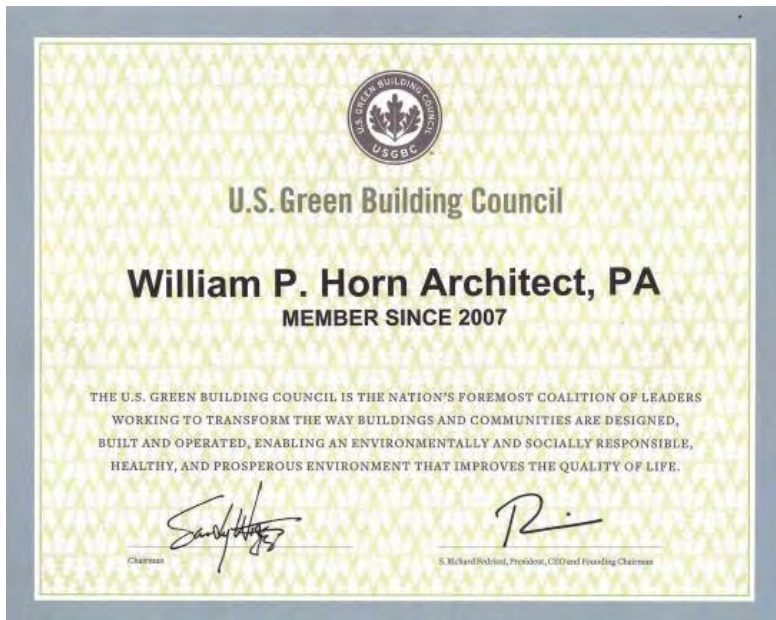 U.S. GREEN BUILDING COUNCIL
USGBC
U.S. Green Building Council
William P. Horn Architect, PA
MEMBER SINCE 2007
THE U.S. GREEN BUILDING COUNCIL IS THE NATION'S FOREMOST COALITION OF LEADERS
WORKING TO TRANSFORM THE WAY BUILDINGS AND COMMUNITIES ARE DESIGNED,
BUILT AND OPERATED, ENABLING AN ENVIRONMENTALLY AND SOCIALLY RESPONSIBLE,
HEALTHY, AND PROSPEROUS ENVIRONMENT THAT IMPROVES THE QUALITY OF LIFE.
Chairman
S. Richard Fedrizzi, President, CEO and Founding Chairman